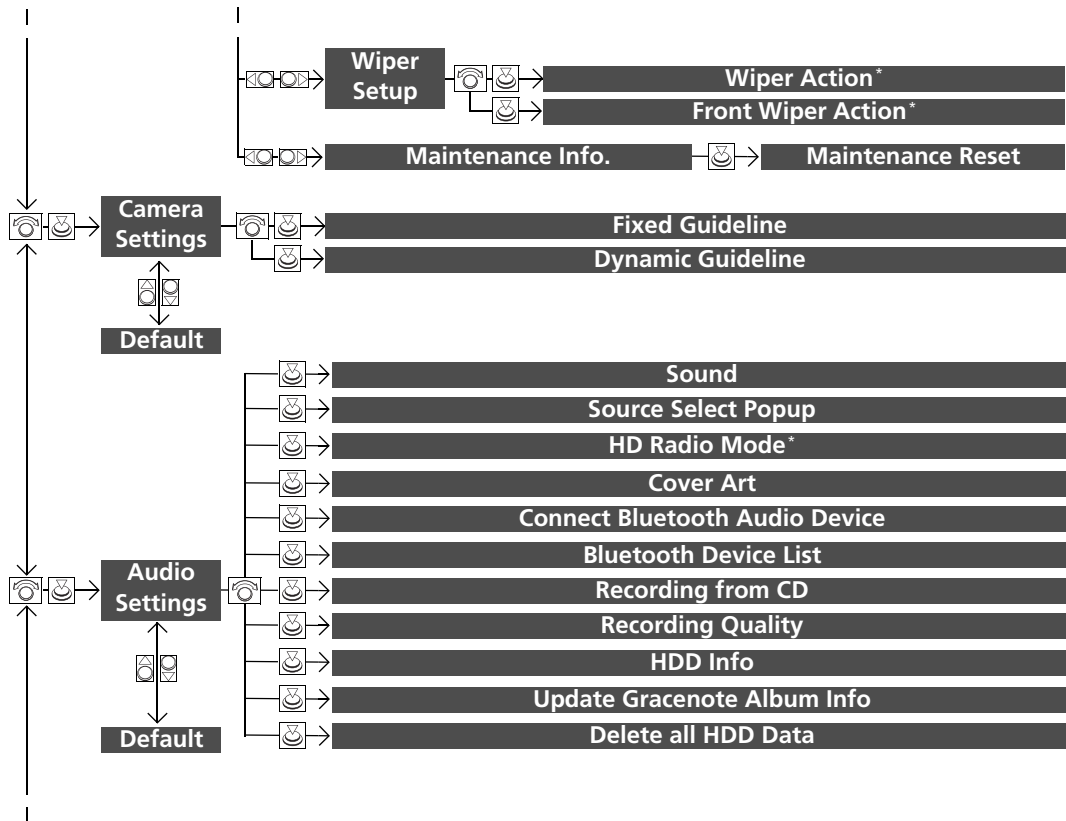 Wiper
Setup
Wiper Action*
Front Wiper Action*
Maintenance Info.
Maintenance Reset
Camera
Settings
Fixed Guideline
Dynamic Guideline
Default
Sound
Source Select Popup
HD Radio Mode*
Cover Art
Connect Bluetooth Audio Device
Bluetooth Device List
Audio
Settings
Recording from CD
Recording Quality
HDD Info
Update Gracenote Album Info
Delete all HDD Data
Default